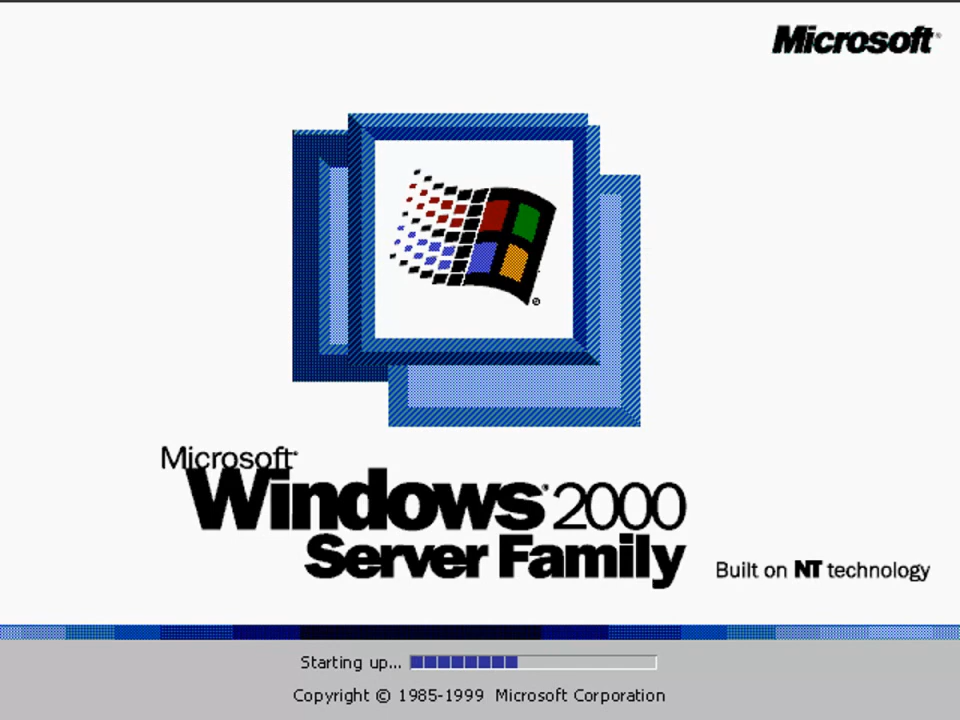 Microsoft®
Microsoft®
Windows® 2000
Server Family
Built on NT technology
Starting up...
Copyright © 1985-1999 Microsoft Corporation